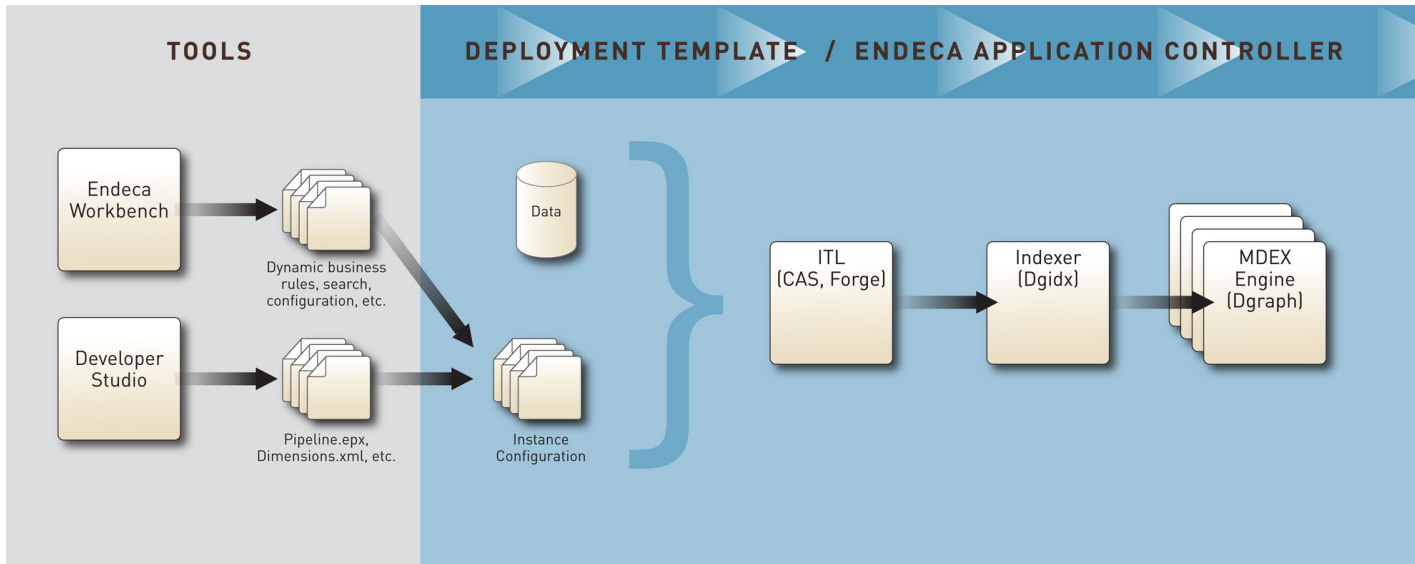 TOOLS
DEPLOYMENT TEMPLATE / ENDECA APPLICATION CONTROLLER
Endeca
Workbench
Dynamic business
rules, search,
configuration, etc.
Developer
Studio
Pipeline.epx,
Dimensions.xml, etc.
Data
Instance
Configuration
ITL
(CAS, Forge)
Indexer
(Dgidx)
MDEX
Engine
(Dgraph)